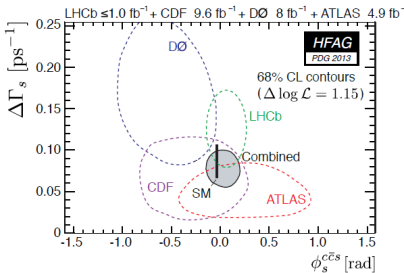 LHCb ≤1.0 fb⁻¹ + CDF 9.6 fb⁻¹ + DØ 8 fb⁻¹ + ATLAS 4.9 fb⁻¹
ΔΓs [ps⁻¹]
0.25
0.20
0.15
0.10
0.05
0
DØ
HFAG
PDG 2013
68% CL contours
(Δ log ℒ = 1.15)
LHCb
Combined
CDF
SM
ATLAS
-1.5 -1.0 -0.5 0.0 0.5 1.0 1.5
φ_s^{cc̄s} [rad]